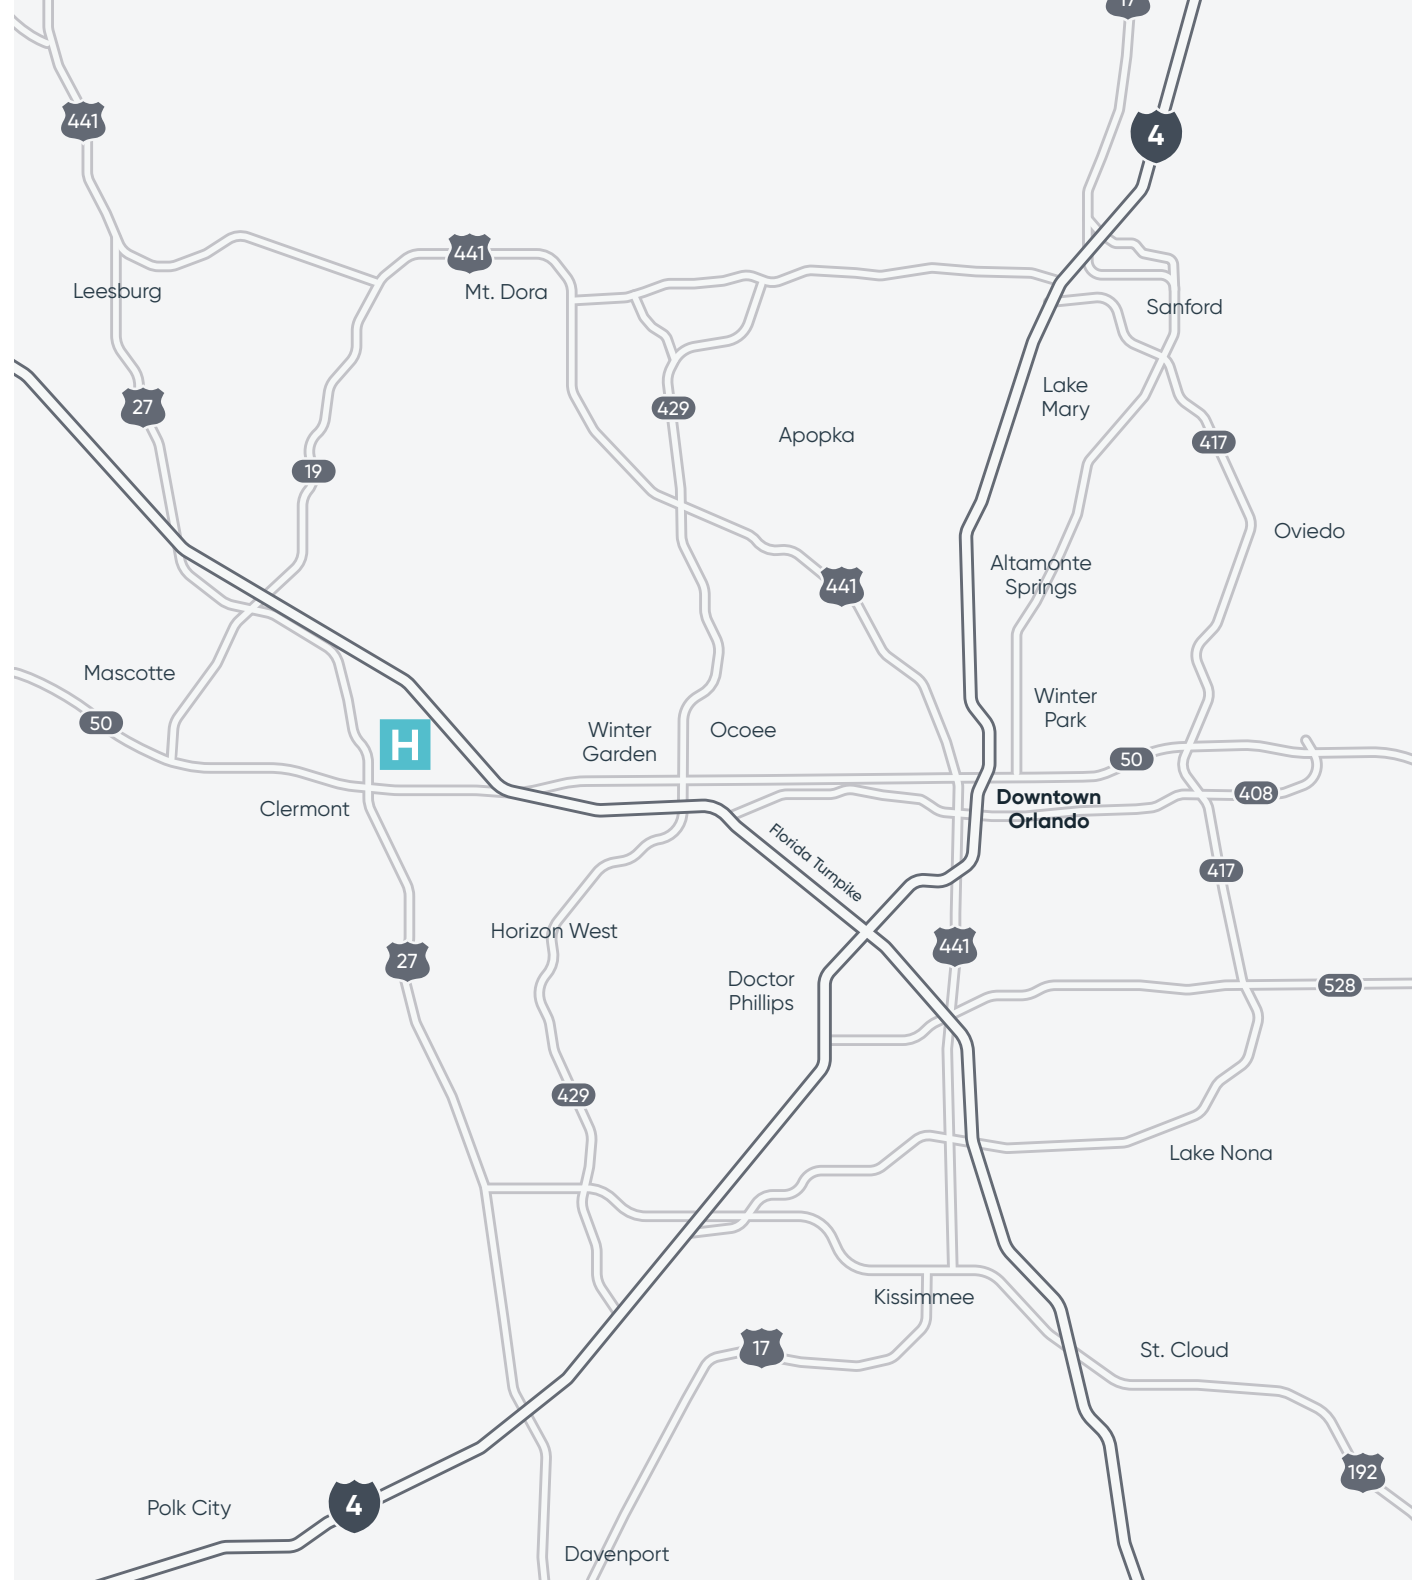 17
4
441
441
Leesburg
Mt. Dora
Sanford
27
429
Lake
Mary
Apopka
417
19
Oviedo
Altamonte
Springs
441
Mascotte
50
H
Winter
Garden
Ocoee
Winter
Park
50
Clermont
Downtown
Orlando
408
Florida Turnpike
417
Horizon West
27
441
Doctor
Phillips
528
429
Lake Nona
Kissimmee
17
St. Cloud
192
Polk City
4
Davenport